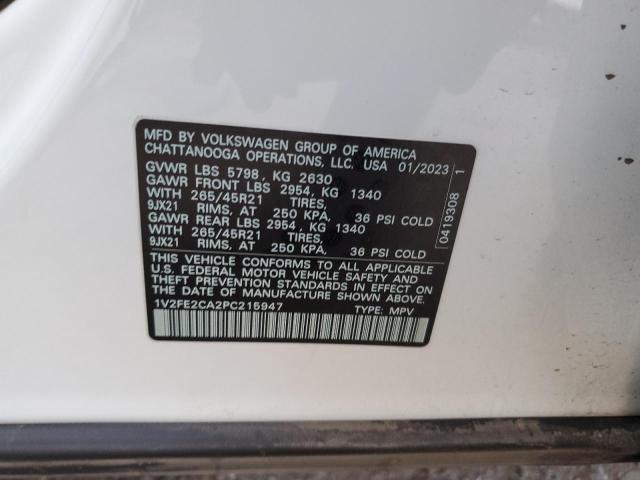 MFD BY VOLKSWAGEN GROUP OF AMERICA
CHATTANOOGA OPERATIONS, LLC. USA 01/2023
GVWR LBS 5798, KG 2630
GAWR FRONT LBS 2954, KG 1340
WITH 265/45R21 TIRES,
9JX21 RIMS, AT 250 KPA, 36 PSI COLD
GAWR REAR LBS 2954, KG 1340
WITH 265/45R21 TIRES,
9JX21 RIMS, AT 250 KPA, 36 PSI COLD
THIS VEHICLE CONFORMS TO ALL APPLICABLE
U.S. FEDERAL MOTOR VEHICLE SAFETY AND
THEFT PREVENTION STANDARDS IN EFFECT ON
THE DATE OF MANUFACTURE SHOWN ABOVE.
1V2FE2CA2PC215947 TYPE: MPV
0419308 1